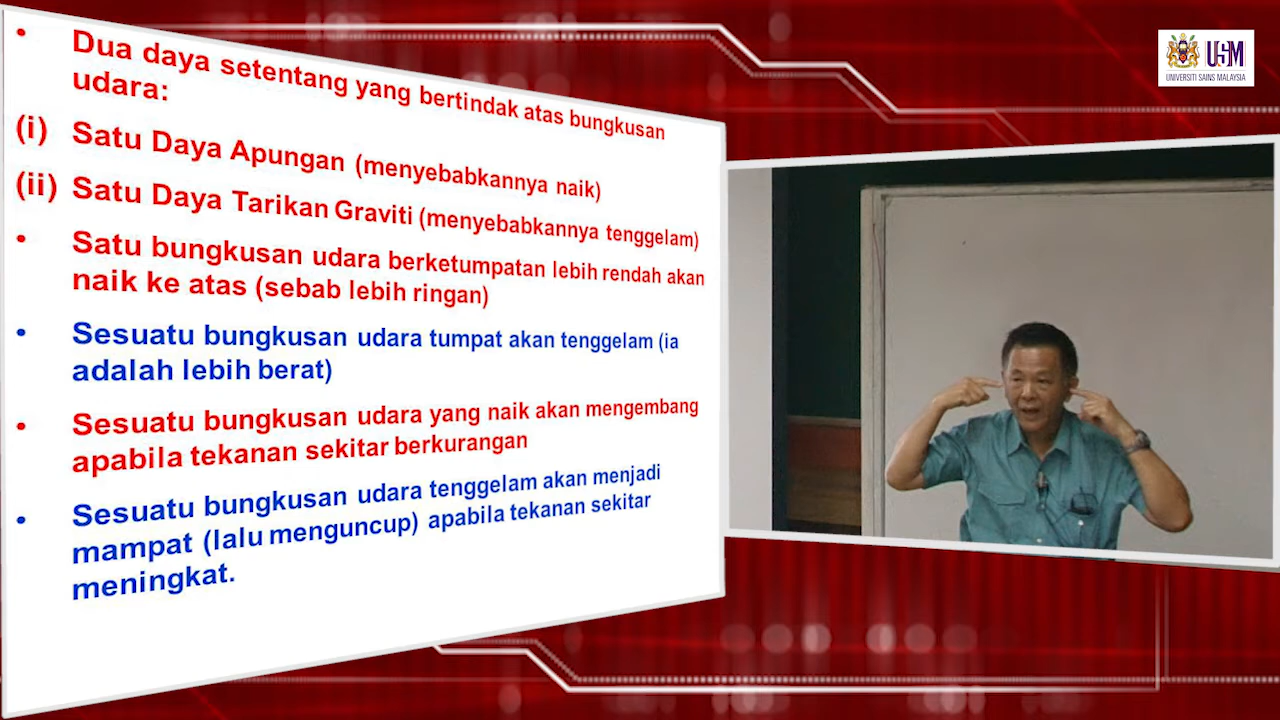 • Dua daya setentang yang bertindak atas bungkusan
udara:
(i) Satu Daya Apungan (menyebabkannya naik)
(ii) Satu Daya Tarikan Graviti (menyebabkannya tenggelam)
• Satu bungkusan udara berketumpatan lebih rendah akan
naik ke atas (sebab lebih ringan)
• Sesuatu bungkusan udara tumpat akan tenggelam (ia
adalah lebih berat)
• Sesuatu bungkusan udara yang naik akan mengembang
apabila tekanan sekitar berkurangan
• Sesuatu bungkusan udara tenggelam akan menjadi
mampat (lalu menguncup) apabila tekanan sekitar
meningkat.
USM
UNIVERSITI SAINS MALAYSIA